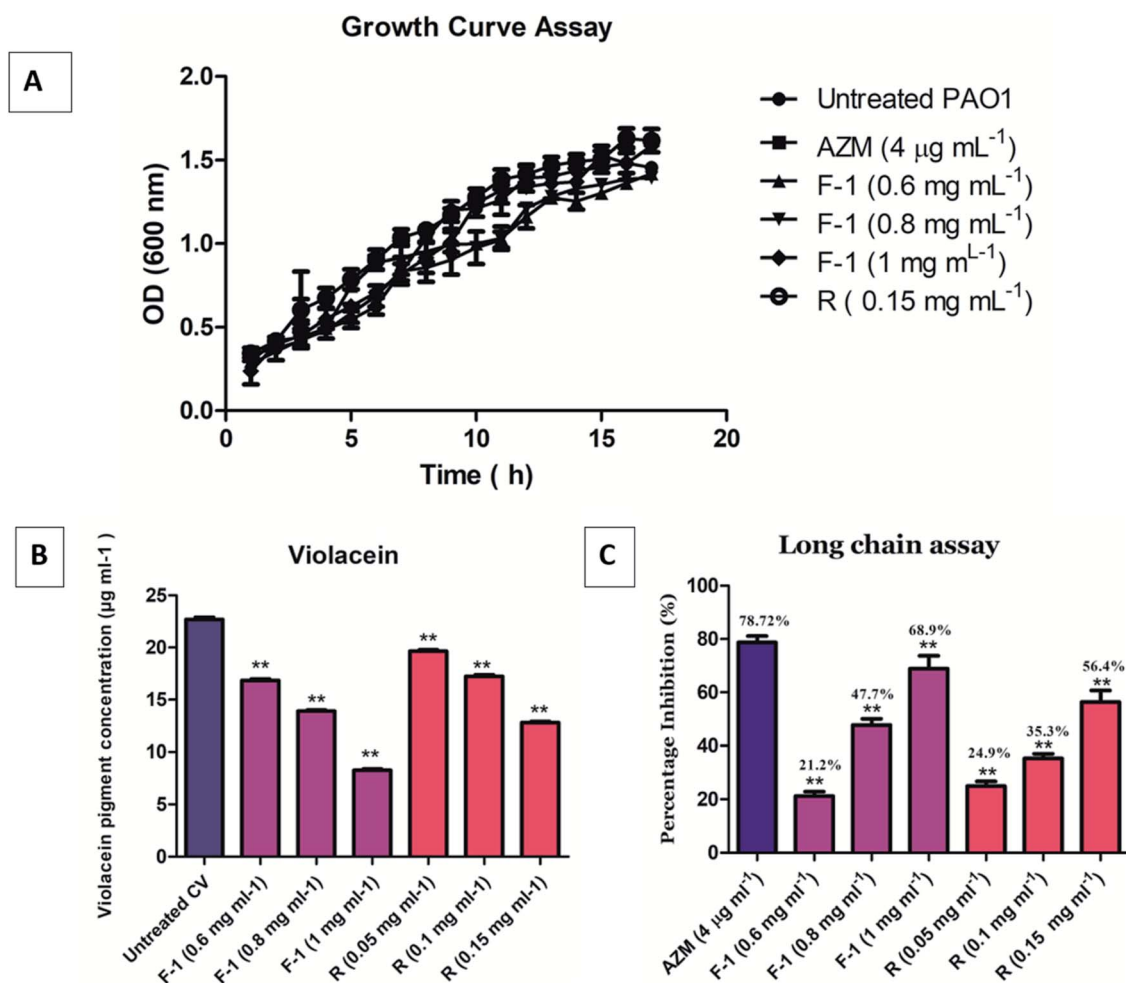 A
Growth Curve Assay
OD (600 nm)
2.0
1.5
1.0
0.5
0.0
0 5 10 15 20
Time ( h)
Untreated PAO1
AZM (4 µg mL⁻¹)
F-1 (0.6 mg mL⁻¹)
F-1 (0.8 mg mL⁻¹)
F-1 (1 mg mᴸ⁻¹)
R ( 0.15 mg mL⁻¹)
B
Violacein
Violacein pigment concentration (µg ml-1 )
25
20
15
10
5
0
**
**
**
**
**
**
Untreated CV
F-1 (0.6 mg ml-1)
F-1 (0.8 mg ml-1)
F-1 (1 mg ml-1)
R (0.05 mg ml-1)
R (0.1 mg ml-1)
R (0.15 mg ml-1)
C
Long chain assay
Percentage Inhibition (%)
100
80
60
40
20
0
78.72%
21.2%
**
47.7%
**
68.9%
**
24.9%
**
35.3%
**
56.4%
**
AZM (4 µg ml⁻¹)
F-1 (0.6 mg ml⁻¹)
F-1 (0.8 mg ml⁻¹)
F-1 (1 mg ml⁻¹)
R (0.05 mg ml⁻¹)
R (0.1 mg ml⁻¹)
R (0.15 mg ml⁻¹)